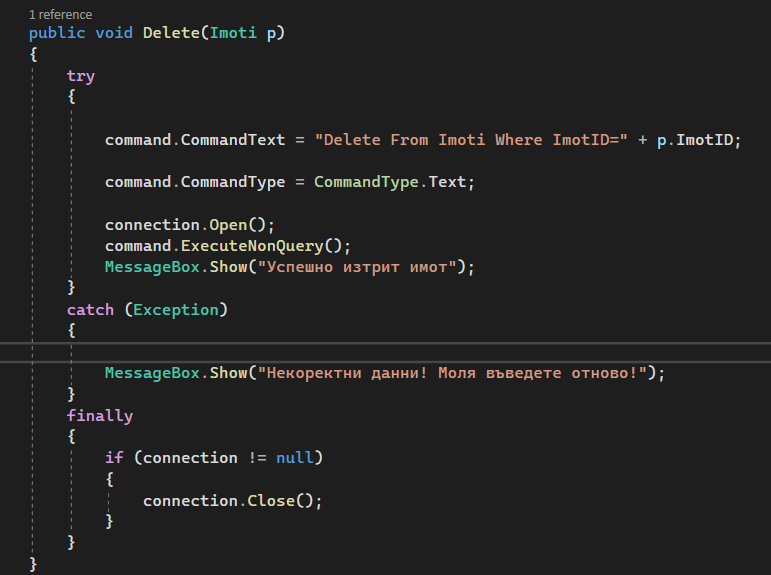 1 reference
public void Delete(Imoti p)
{
try
{
command.CommandText = "Delete From Imoti Where ImotID=" + p.ImotID;
command.CommandType = CommandType.Text;
connection.Open();
command.ExecuteNonQuery();
MessageBox.Show("Успешно изтрит имот");
}
catch (Exception)
{
MessageBox.Show("Некоректни данни! Моля въведете отново!");
}
finally
{
if (connection != null)
{
connection.Close();
}
}
}